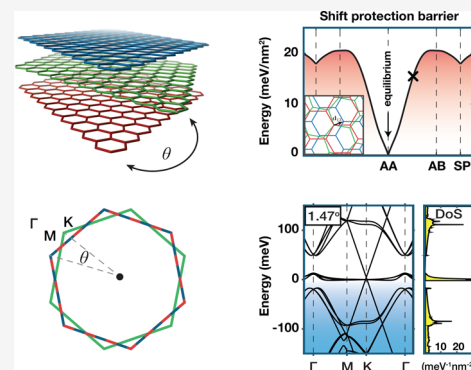 θ
Γ
M
K
θ
Shift protection barrier
Energy (meV/nm²)
20
10
0
equilibrium
AA
AB
SP
Energy (meV)
150
0
-100
1.47°
Γ
M
K
Γ
DoS
10
20
(meV⁻¹nm⁻²